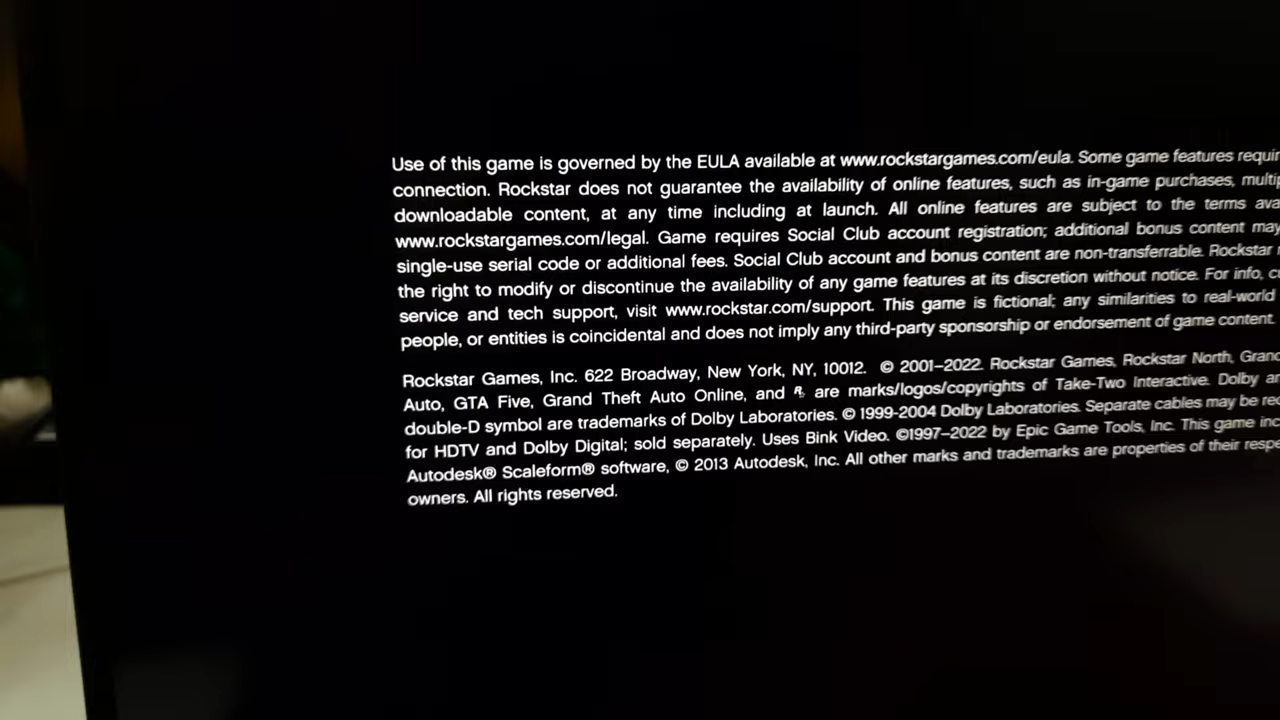 Use of this game is governed by the EULA available at www.rockstargames.com/eula. Some game features requir
connection. Rockstar does not guarantee the availability of online features, such as in-game purchases, multip
downloadable content, at any time including at launch. All online features are subject to the terms ava
www.rockstargames.com/legal. Game requires Social Club account registration; additional bonus content may
single-use serial code or additional fees. Social Club account and bonus content are non-transferrable. Rockstar
the right to modify or discontinue the availability of any game features at its discretion without notice. For info, cu
service and tech support, visit www.rockstar.com/support. This game is fictional; any similarities to real-world
people, or entities is coincidental and does not imply any third-party sponsorship or endorsement of game content.
Rockstar Games, Inc. 622 Broadway, New York, NY, 10012. © 2001–2022. Rockstar Games, Rockstar North, Grand
Auto, GTA Five, Grand Theft Auto Online, and R* are marks/logos/copyrights of Take-Two Interactive. Dolby an
double-D symbol are trademarks of Dolby Laboratories. © 1999-2004 Dolby Laboratories. Separate cables may be req
for HDTV and Dolby Digital; sold separately. Uses Bink Video. ©1997–2022 by Epic Game Tools, Inc. This game inc
Autodesk® Scaleform® software, © 2013 Autodesk, Inc. All other marks and trademarks are properties of their respe
owners. All rights reserved.